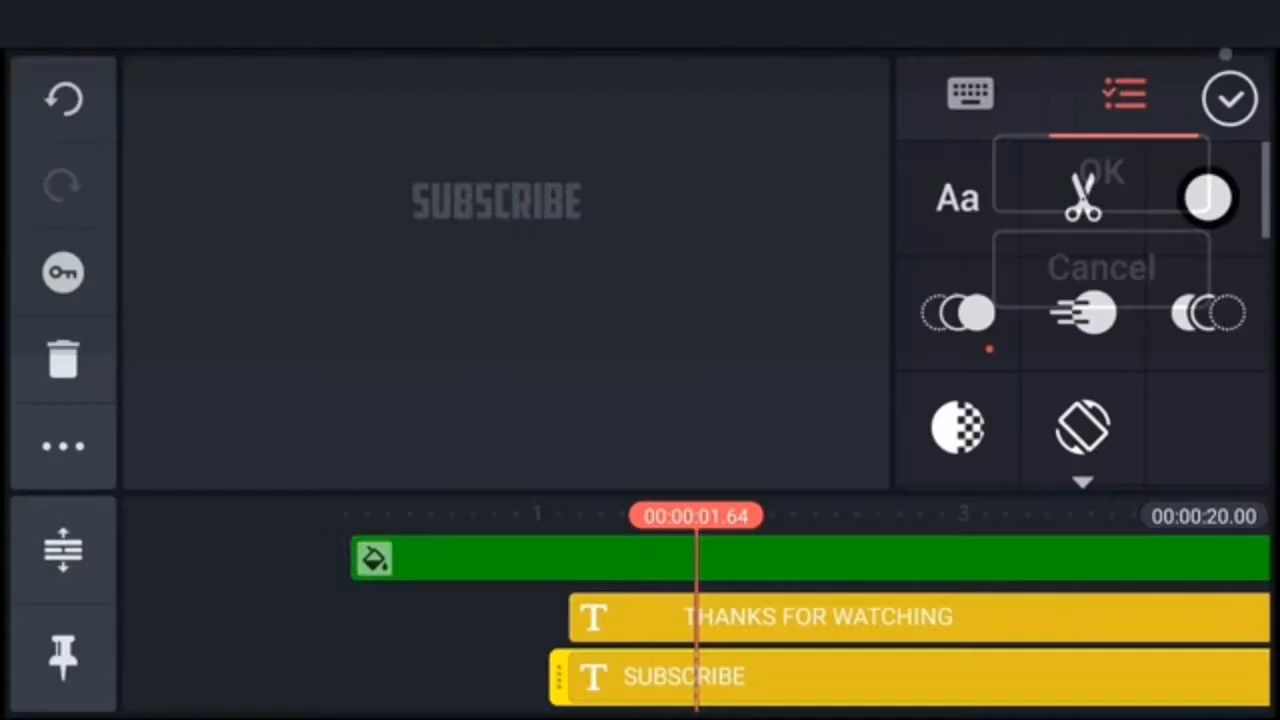 SUBSCRIBE
OK
Aa
Cancel
1
00:00:01.64
3
00:00:20.00
T THANKS FOR WATCHING
T SUBSCRIBE